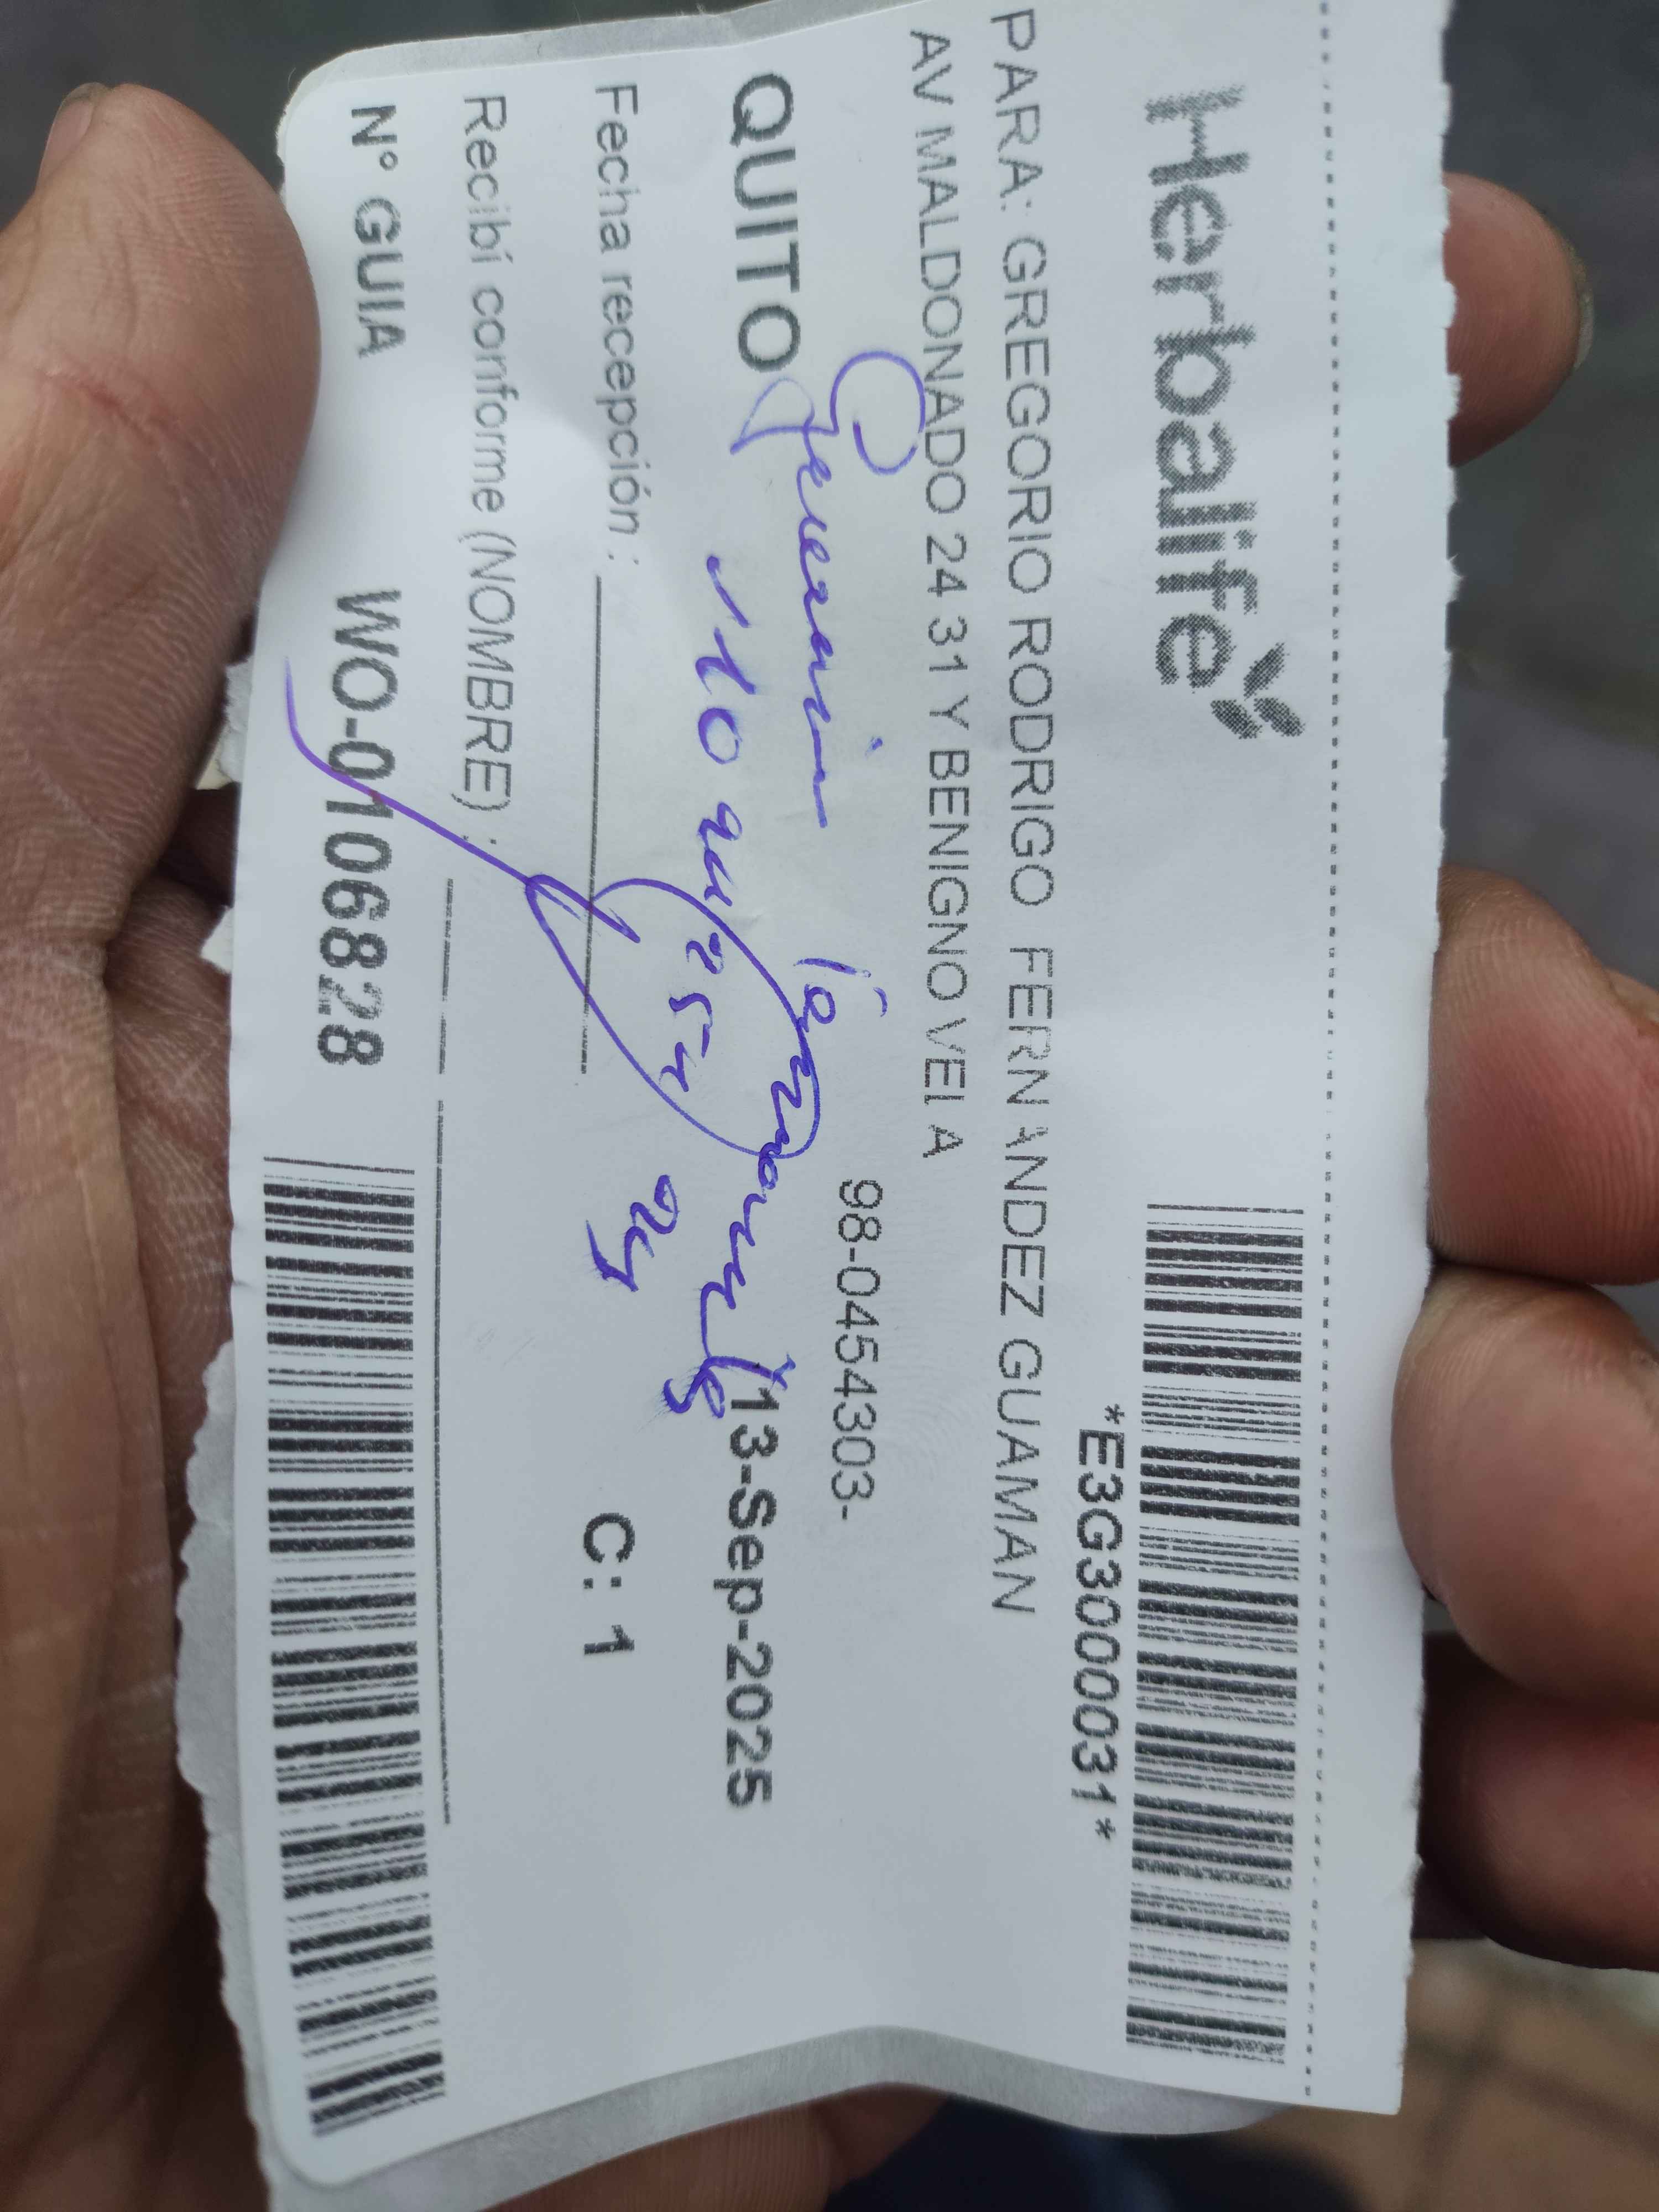 Herbalife
*E3G3000031*
PARA: GREGORIO RODRIGO FERNANDEZ GUAMAN
AV MALDONADO 24 31 Y BENIGNO VELA
98-0454303-
QUITO 13-Sep-2025
Fecha recepción :
C: 1
Recibí conforme (NOMBRE) :
N° GUIA WO-0106828